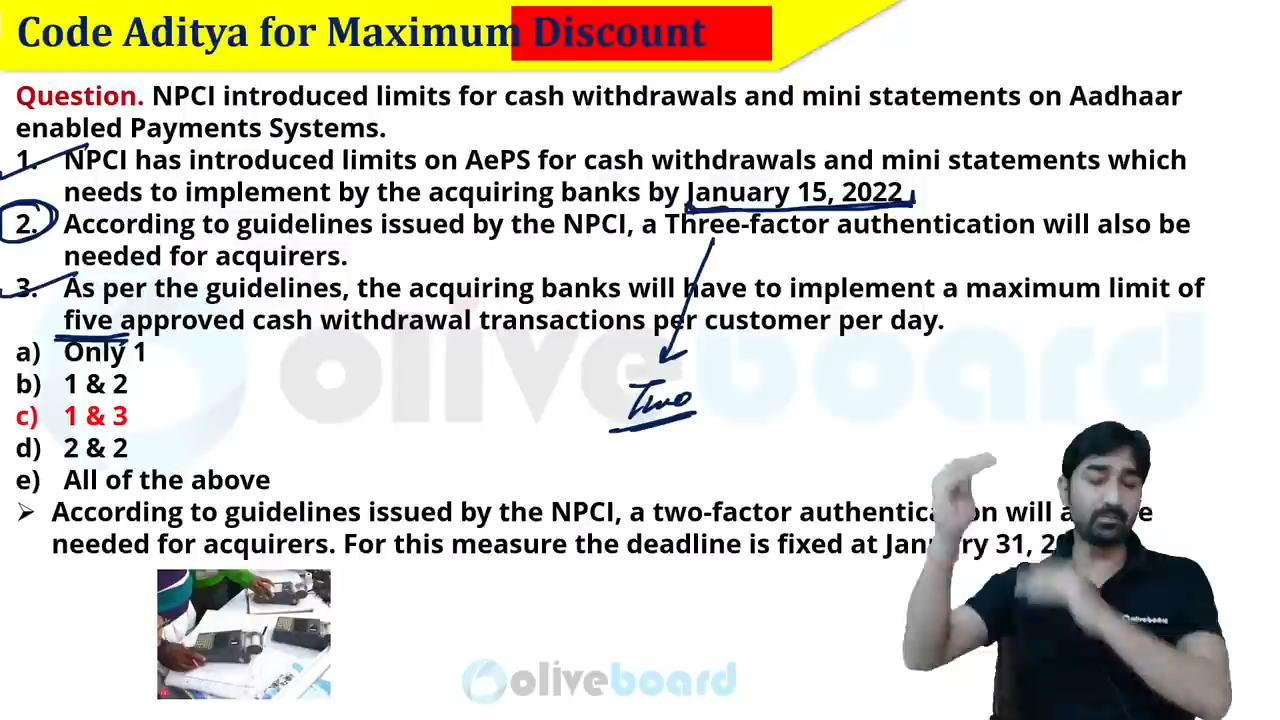 Code Aditya for Maximum Discount
Question. NPCI introduced limits for cash withdrawals and mini statements on Aadhaar
enabled Payments Systems.
1. NPCI has introduced limits on AePS for cash withdrawals and mini statements which
needs to implement by the acquiring banks by January 15, 2022.
2. According to guidelines issued by the NPCI, a Three-factor authentication will also be
needed for acquirers.
3. As per the guidelines, the acquiring banks will have to implement a maximum limit of
five approved cash withdrawal transactions per customer per day.
a) Only 1
b) 1 & 2
Two
c) 1 & 3
d) 2 & 2
e) All of the above
➢ According to guidelines issued by the NPCI, a two-factor will
needed for acquirers. For this measure the deadline is fixed at 31,
oliveboard
oliveboard
oliveboard